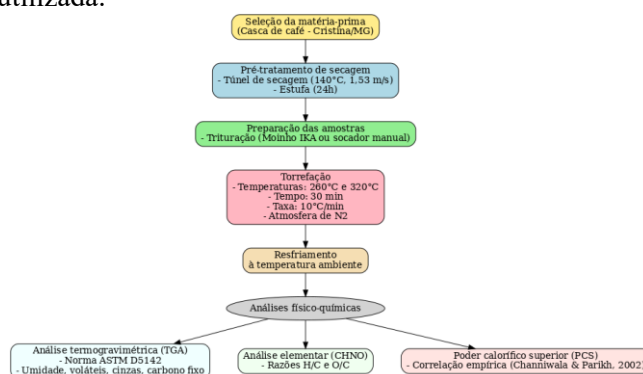 utilizada.
Seleção da matéria-prima
(Casca de café - Cristina/MG)
Pré-tratamento de secagem
- Túnel de secagem (140°C, 1,53 m/s)
- Estufa (24h)
Preparação das amostras
- Trituração (Moinho IKA ou socador manual)
Torrefação
- Temperaturas: 260°C e 320°C
- Tempo: 30 min
- Taxa: 10°C/min
- Atmosfera de N2
Resfriamento
à temperatura ambiente
Análises físico-químicas
Análise termogravimétrica (TGA)
- Norma ASTM D5142
- Umidade, voláteis, cinzas, carbono fixo
Análise elementar (CHNO)
- Razões H/C e O/C
Poder calorífico superior (PCS)
- Correlação empírica (Channiwala & Parikh, 2002)